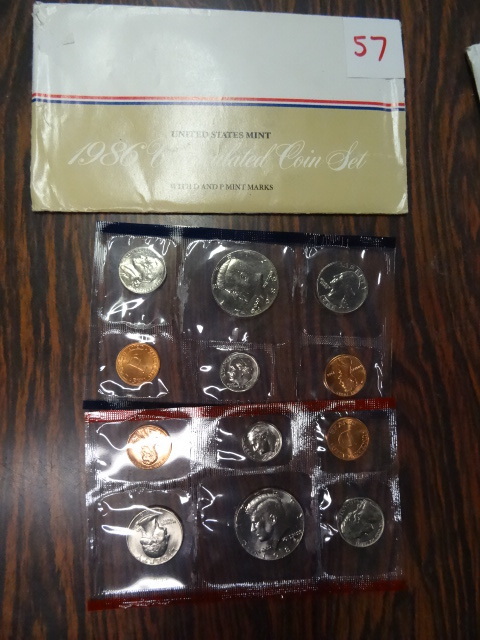 57
UNITED STATES MINT
1986 Uncirculated Coin Set
WITH D AND P MINT MARKS